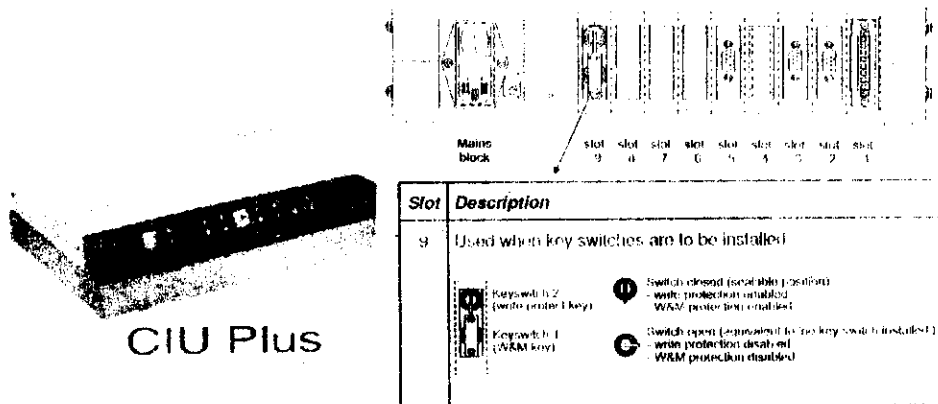 Mains block
slot 9 slot 8 slot 7 slot 6 slot 5 slot 4 slot 3 slot 2 slot 1
CIU Plus
Slot Description
9 Used when key switches are to be installed
Keyswitch 2
(write protect key)
Keyswitch 1
(W&M key)
Switch closed (sealable position)
- write protection enabled
- W&M protection enabled
Switch open (equivalent to no key switch installed)
- write protection disabled
- W&M protection disabled